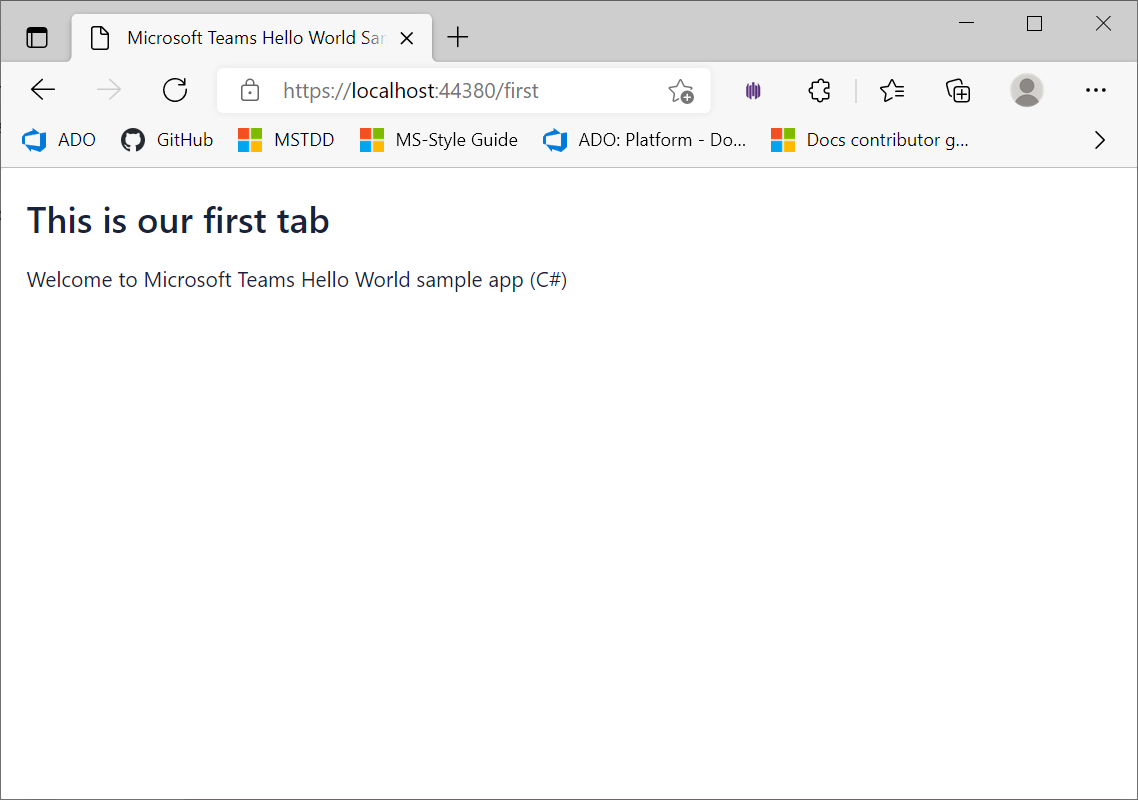 Microsoft Teams Hello World Sar
https://localhost:44380/first
ADO GitHub MSTDD MS-Style Guide ADO: Platform - Do... Docs contributor g...
This is our first tab
Welcome to Microsoft Teams Hello World sample app (C#)